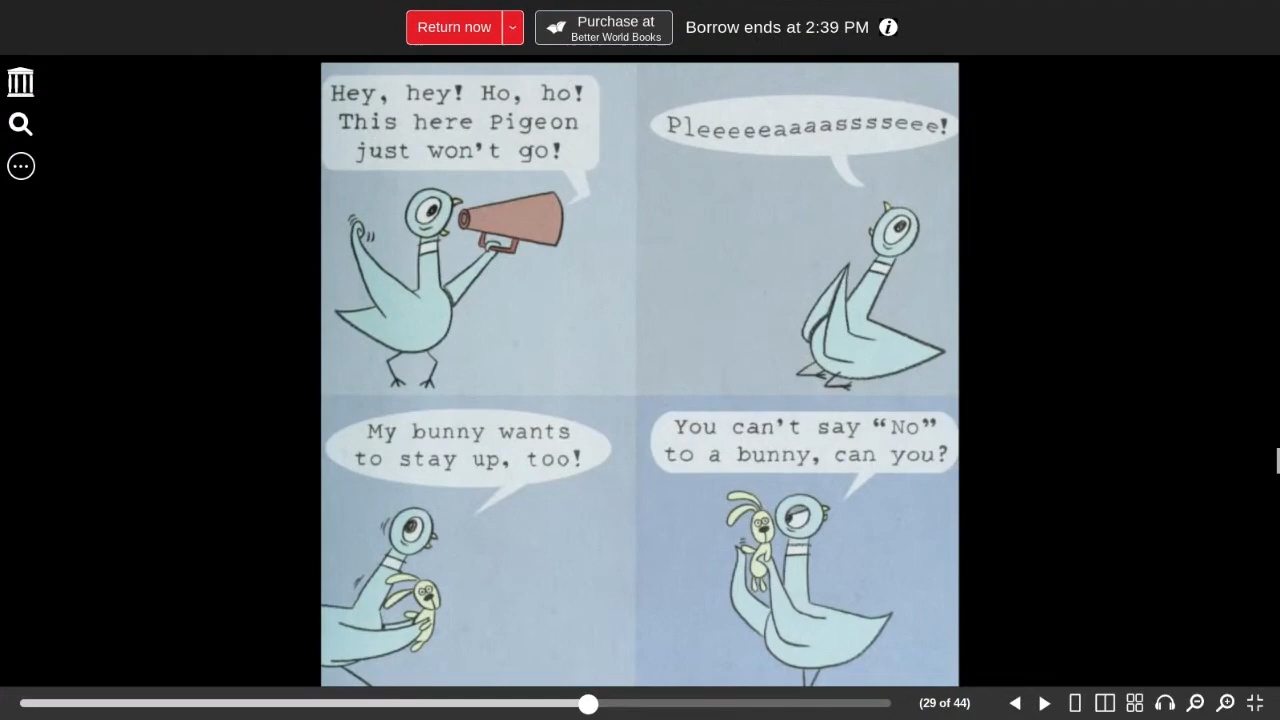 Return now
Purchase at
Better World Books
Borrow ends at 2:39 PM
Hey, hey! Ho, ho!
This here Pigeon
just won't go!
Pleeeeeaaaasssseee!
My bunny wants
to stay up, too!
You can't say “No”
to a bunny, can you?
(29 of 44)